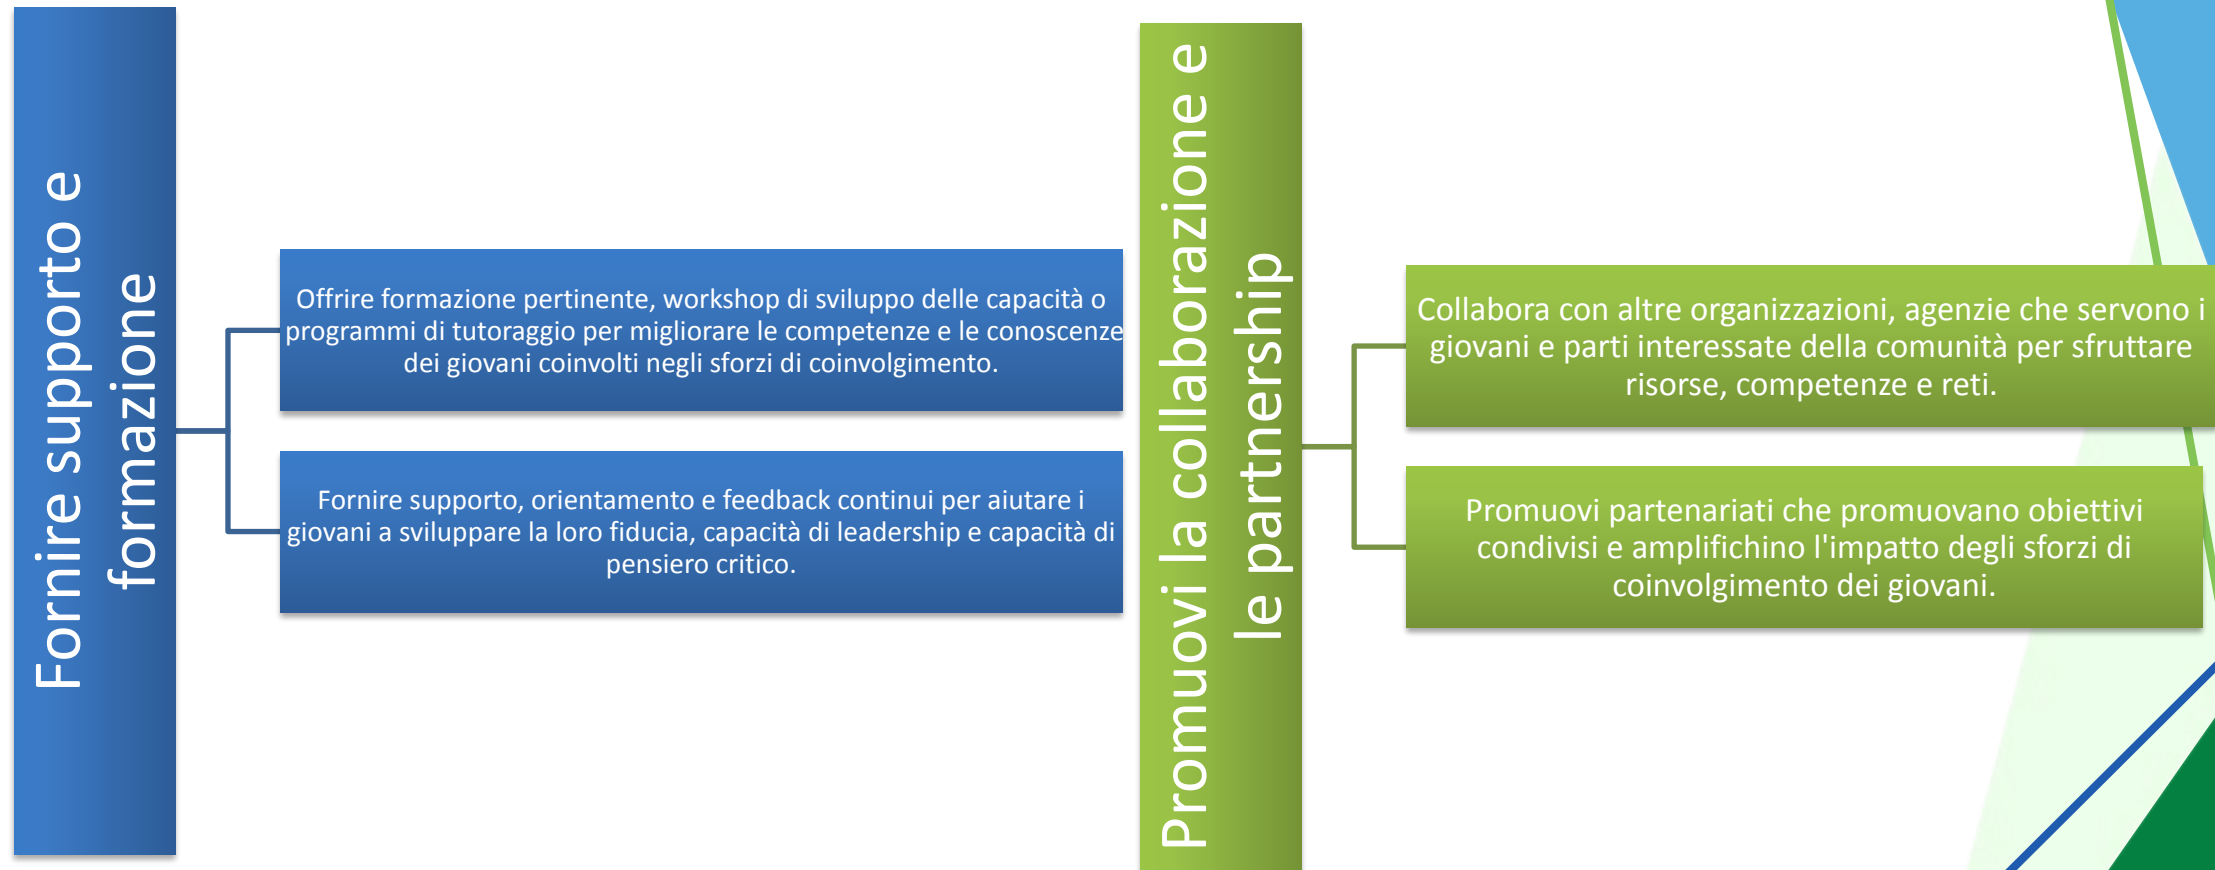 Fornire supporto e
formazione
Offrire formazione pertinente, workshop di sviluppo delle capacità o
programmi di tutoraggio per migliorare le competenze e le conoscenze
dei giovani coinvolti negli sforzi di coinvolgimento.
Fornire supporto, orientamento e feedback continui per aiutare i
giovani a sviluppare la loro fiducia, capacità di leadership e capacità di
pensiero critico.
Promuovi la collaborazione e
le partnership
Collabora con altre organizzazioni, agenzie che servono i
giovani e parti interessate della comunità per sfruttare
risorse, competenze e reti.
Promuovi partenariati che promuovano obiettivi
condivisi e amplifichino l'impatto degli sforzi di
coinvolgimento dei giovani.